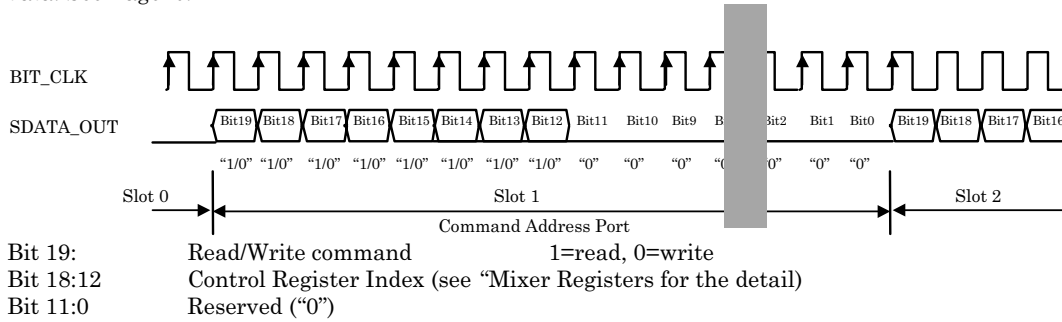 BIT_CLK
SDATA_OUT Bit19 Bit18 Bit17 Bit16 Bit15 Bit14 Bit13 Bit12 Bit11 Bit10 Bit9 Bit1 Bit0 Bit19 Bit18 Bit17 Bit16
“1/0” “1/0” “1/0” “1/0” “1/0” “1/0” “1/0” “1/0” “0” “0” “0” “0” “0”
Slot 0 Slot 1 Slot 2
Command Address Port
Bit 19: Read/Write command 1=read, 0=write
Bit 18:12 Control Register Index (see “Mixer Registers for the detail)
Bit 11:0 Reserved (“0”)